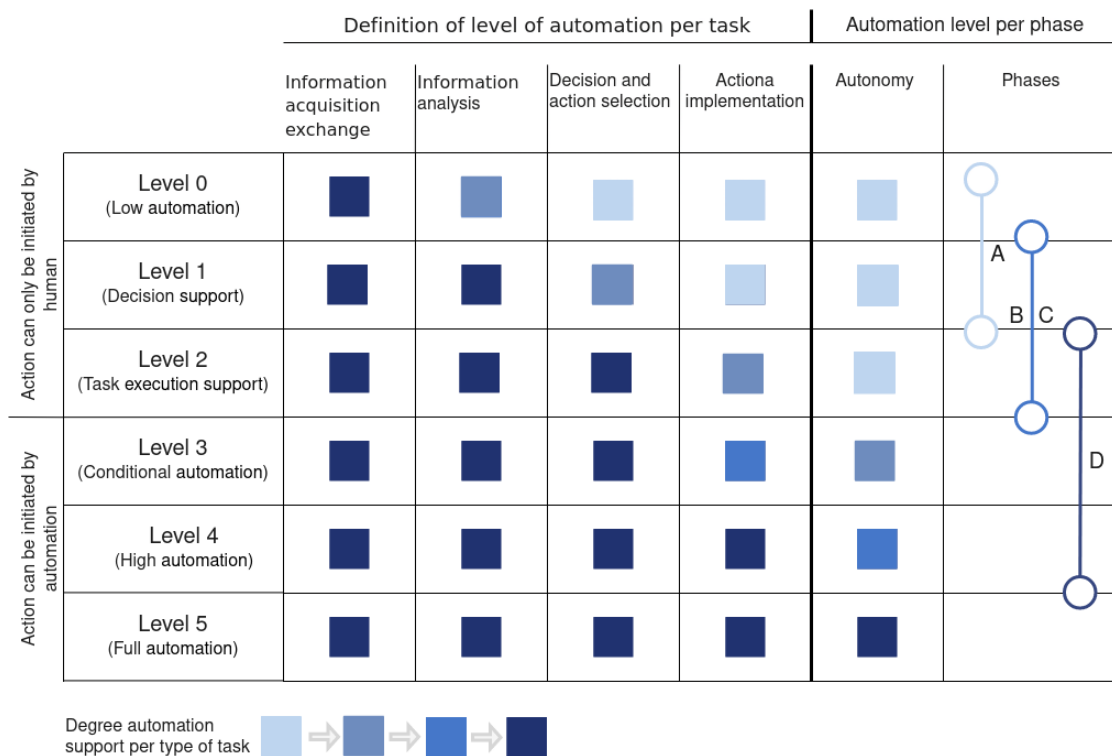 Definition of level of automation per task
Automation level per phase
Information
acquisition
exchange
Information
analysis
Decision and
action selection
Actiona
implementation
Autonomy
Phases
Action can only be initiated by
human
Level 0
(Low automation)
Level 1
(Decision support)
Level 2
(Task execution support)
A
B
C
Action can be initiated by
automation
Level 3
(Conditional automation)
D
Level 4
(High automation)
Level 5
(Full automation)
Degree automation
support per type of task